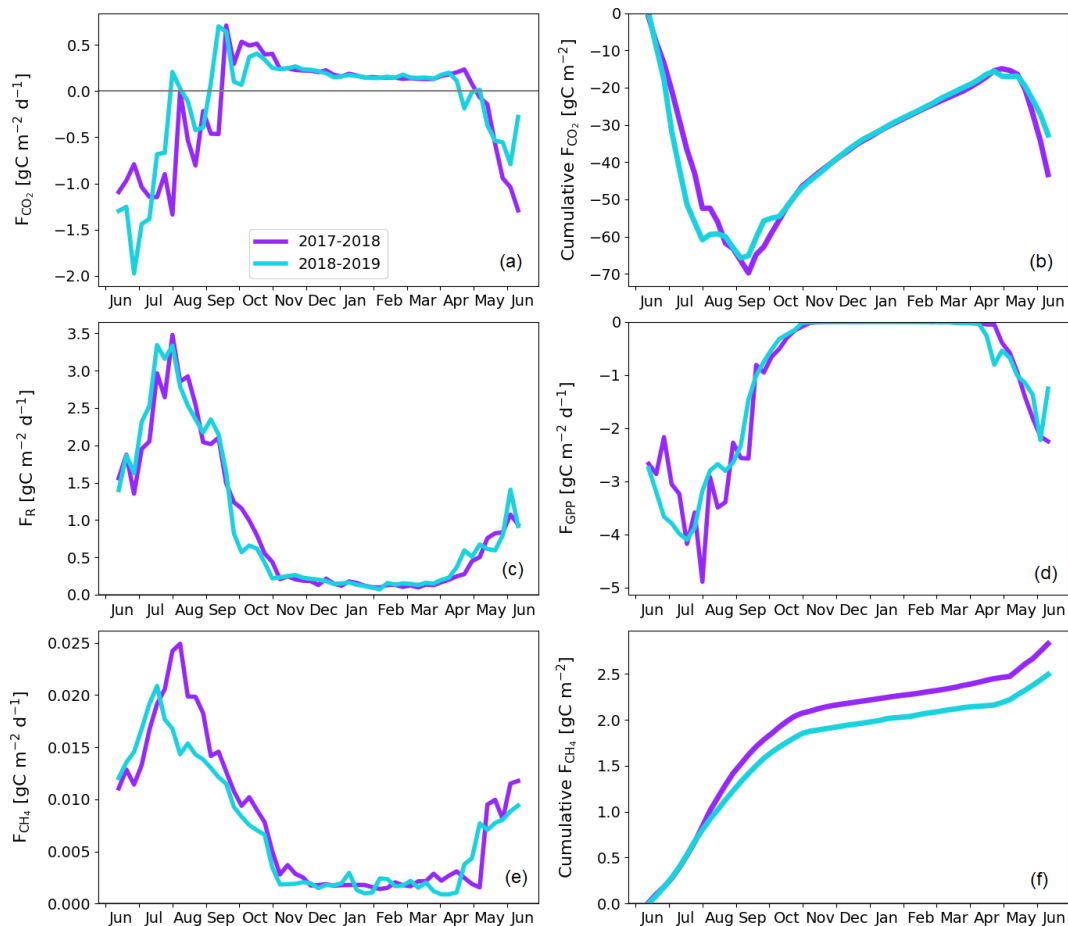 F_CO₂ [gC m⁻² d⁻¹]
0.5
0.0
−0.5
−1.0
−1.5
−2.0
2017-2018
2018-2019
(a)
Jun Jul Aug Sep Oct Nov Dec Jan Feb Mar Apr May Jun
Cumulative F_CO₂ [gC m⁻²]
0
−10
−20
−30
−40
−50
−60
−70
(b)
Jun Jul Aug Sep Oct Nov Dec Jan Feb Mar Apr May Jun
F_R [gC m⁻² d⁻¹]
3.5
3.0
2.5
2.0
1.5
1.0
0.5
0.0
(c)
Jun Jul Aug Sep Oct Nov Dec Jan Feb Mar Apr May Jun
F_GPP [gC m⁻² d⁻¹]
0
−1
−2
−3
−4
−5
(d)
Jun Jul Aug Sep Oct Nov Dec Jan Feb Mar Apr May Jun
F_CH₄ [gC m⁻² d⁻¹]
0.025
0.020
0.015
0.010
0.005
0.000
(e)
Jun Jul Aug Sep Oct Nov Dec Jan Feb Mar Apr May Jun
Cumulative F_CH₄ [gC m⁻²]
2.5
2.0
1.5
1.0
0.5
0.0
(f)
Jun Jul Aug Sep Oct Nov Dec Jan Feb Mar Apr May Jun